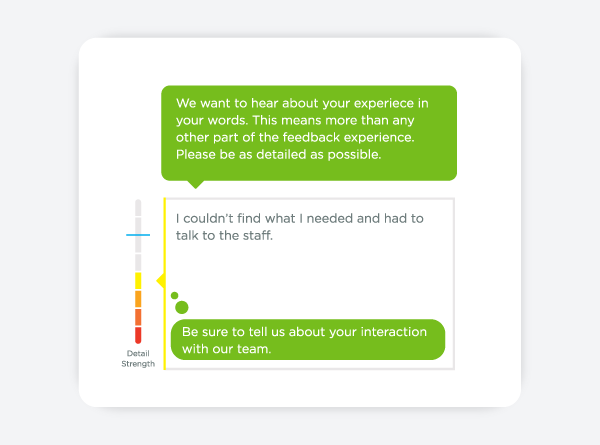 We want to hear about your experiece in
your words. This means more than any
other part of the feedback experience.
Please be as detailed as possible.
I couldn't find what I needed and had to
talk to the staff.
Be sure to tell us about your interaction
with our team.
Detail
Strength